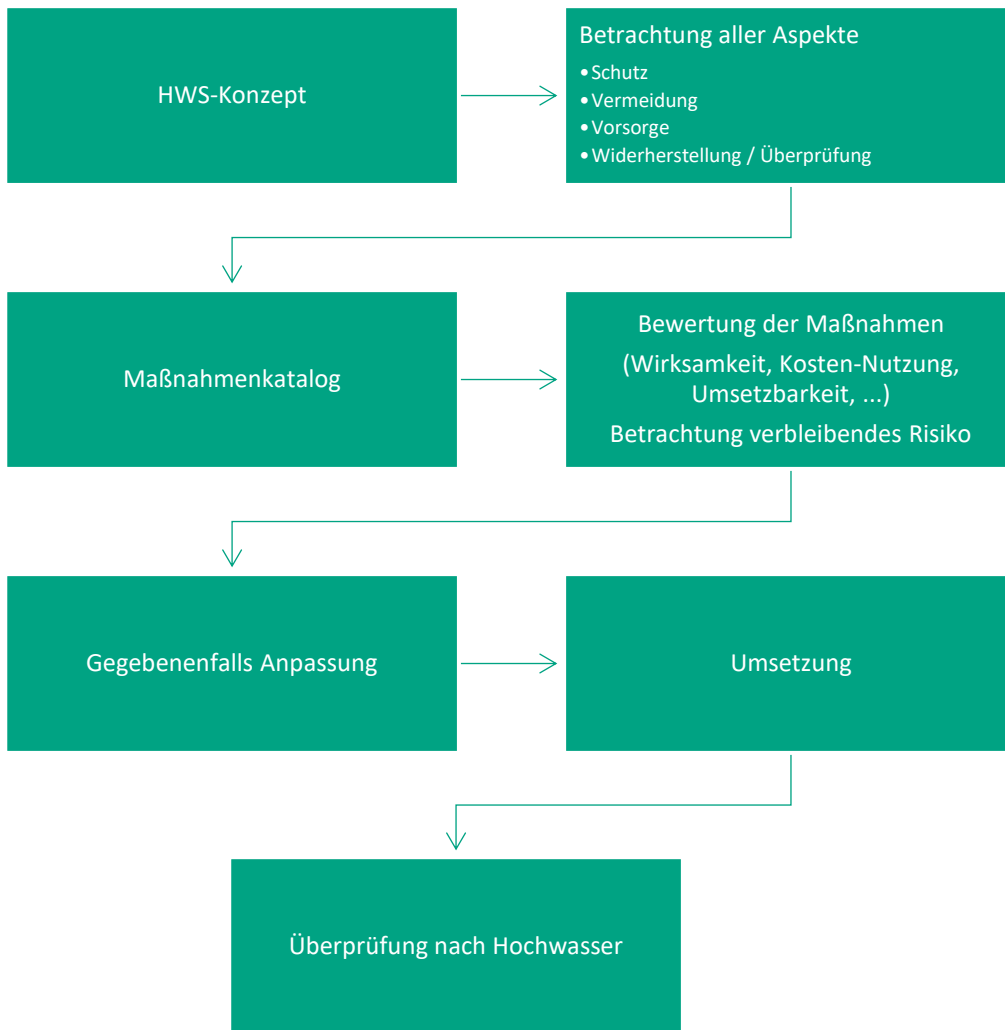 HWS-Konzept
Betrachtung aller Aspekte
•Schutz
•Vermeidung
•Vorsorge
•Widerherstellung / Überprüfung
Maßnahmenkatalog
Bewertung der Maßnahmen
(Wirksamkeit, Kosten-Nutzung,
Umsetzbarkeit, ...)
Betrachtung verbleibendes Risiko
Gegebenenfalls Anpassung
Umsetzung
Überprüfung nach Hochwasser